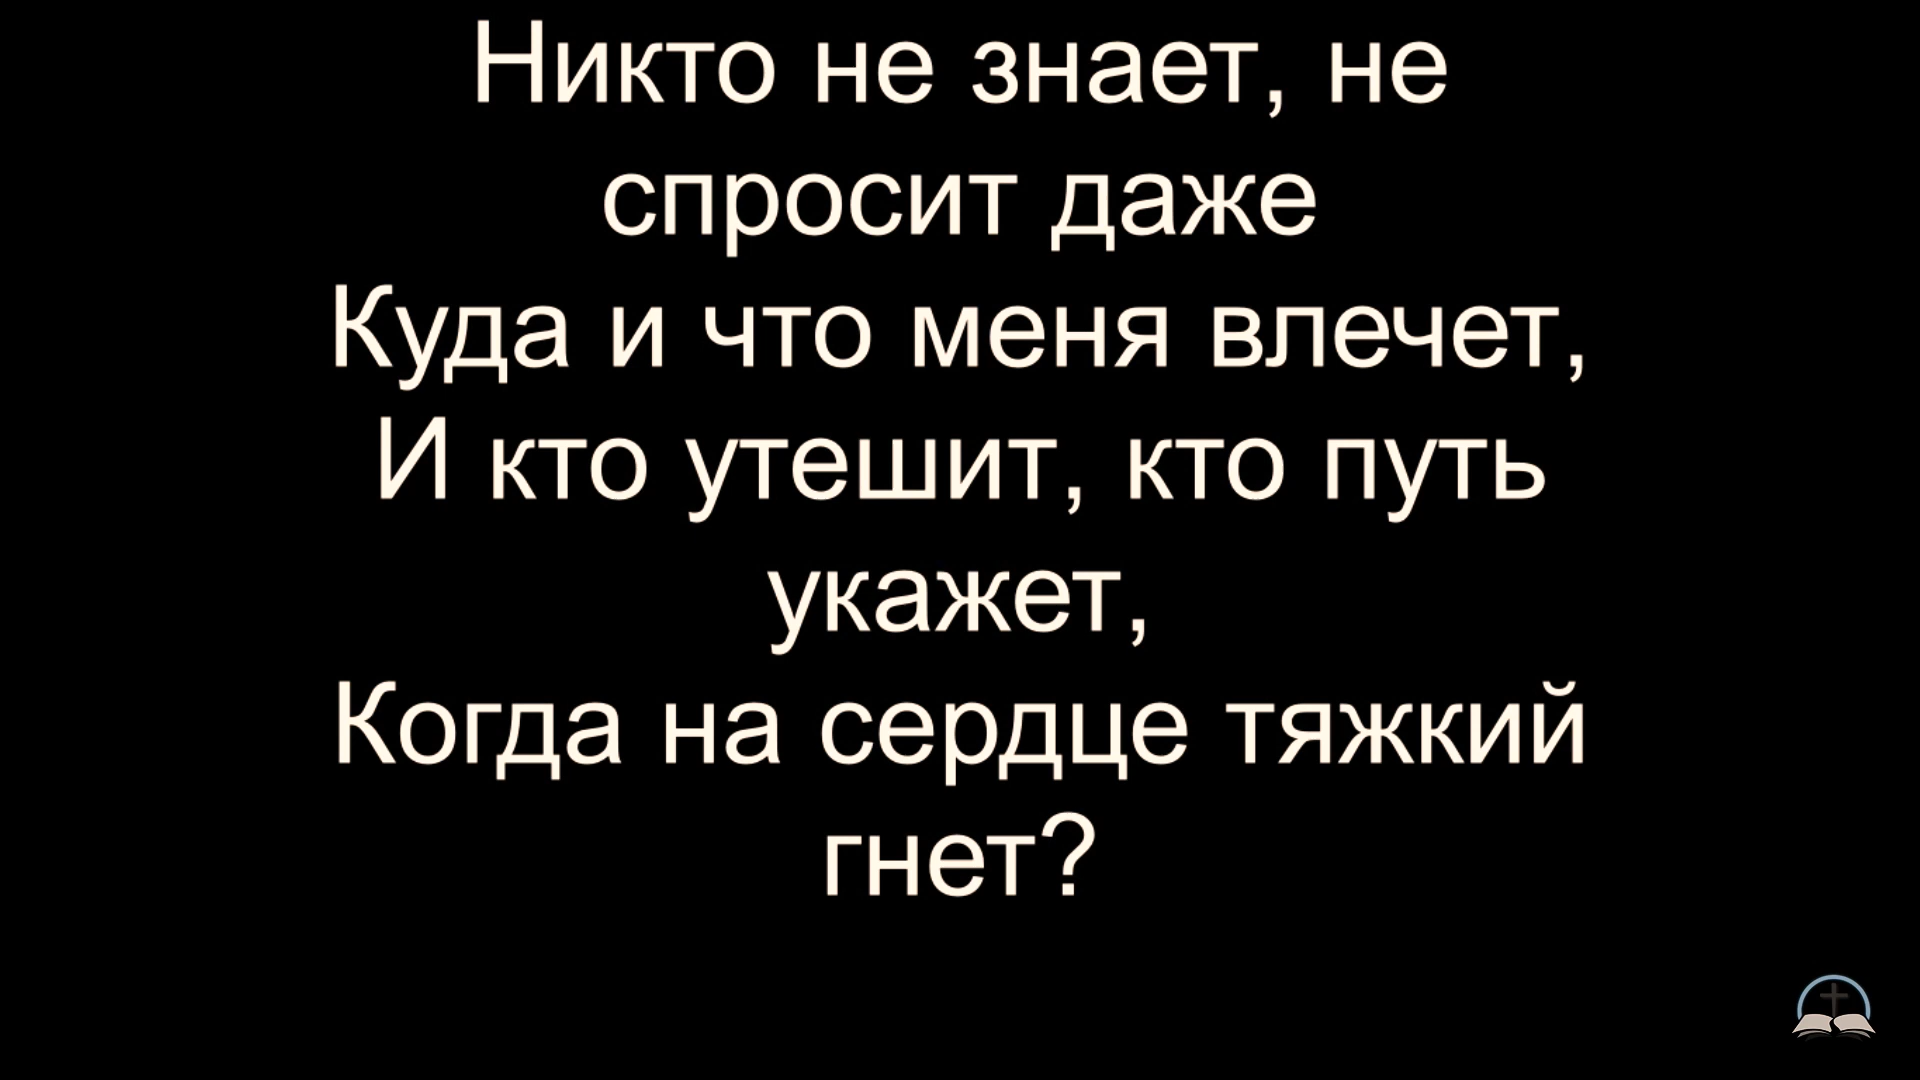 Никто не знает, не
спросит даже
Куда и что меня влечет,
И кто утешит, кто путь
укажет,
Когда на сердце тяжкий
гнет?